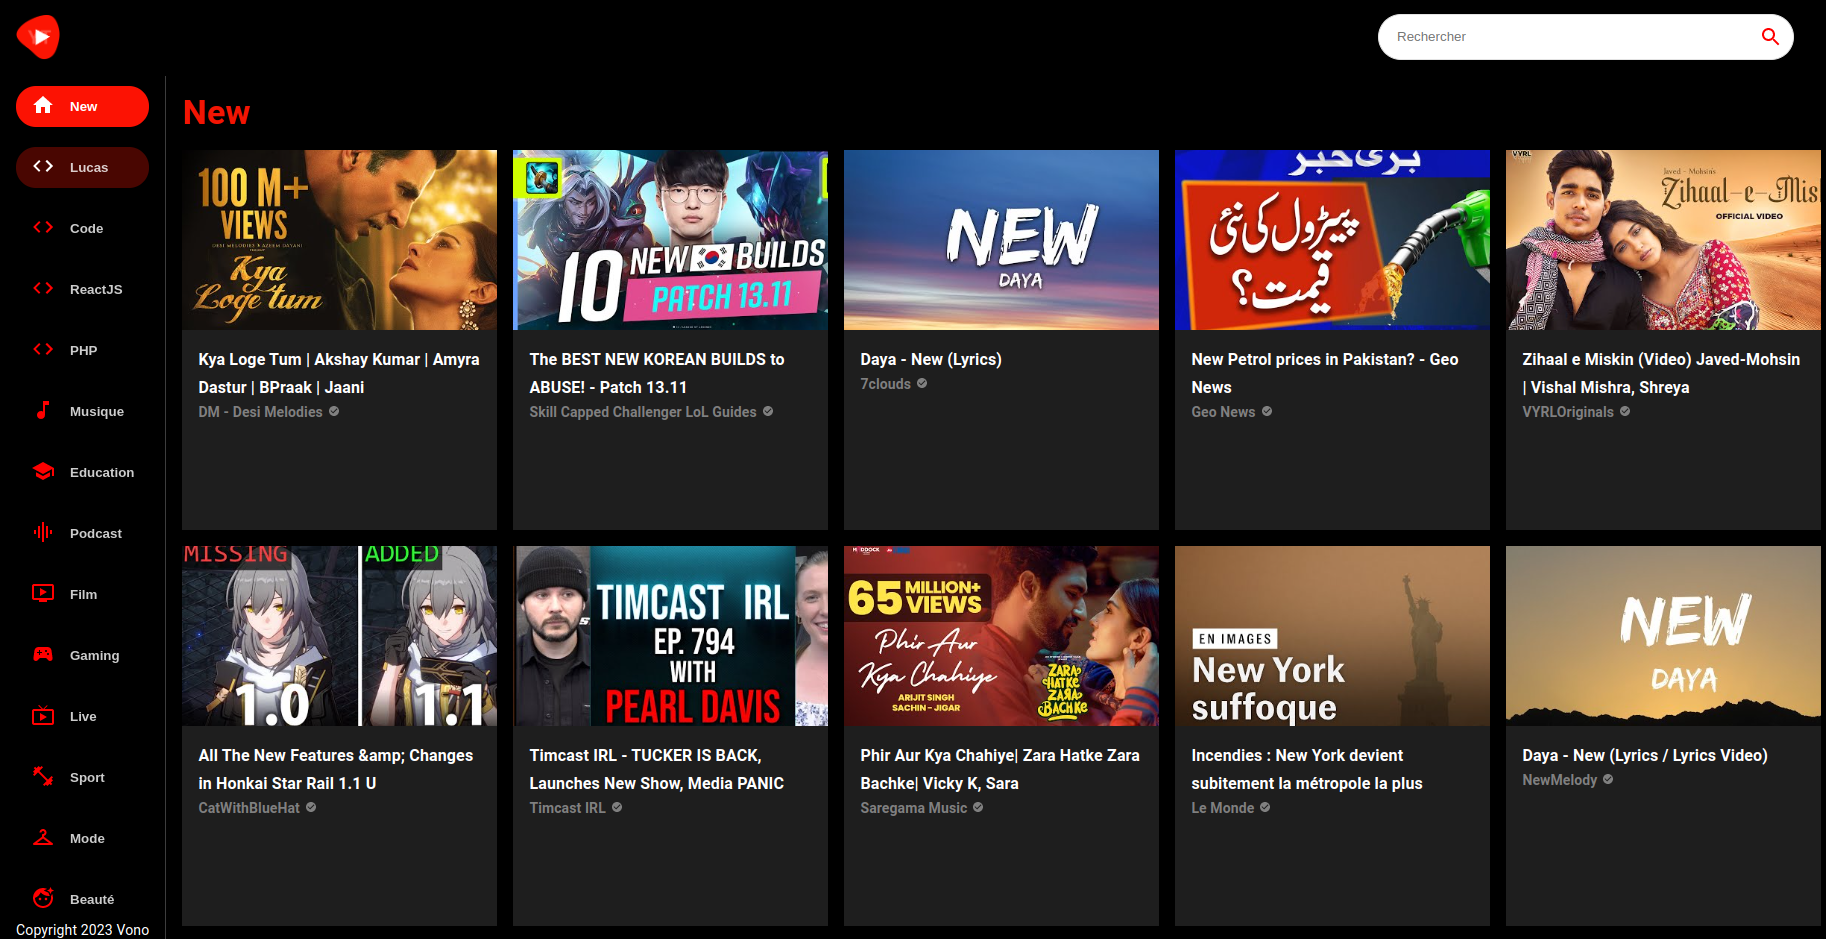 Rechercher
New
Lucas
Code
ReactJS
PHP
Musique
Education
Podcast
Film
Gaming
Live
Sport
Mode
Beauté
Copyright 2023 Vono
New
100 M+
VIEWS
DESI MELODIES & AZEEM DAYANI
Kya
Loge tum
Kya Loge Tum | Akshay Kumar | Amyra
Dastur | BPraak | Jaani
DM - Desi Melodies
10 NEW BUILDS
PATCH 13.11
The BEST NEW KOREAN BUILDS to
ABUSE! - Patch 13.11
Skill Capped Challenger LoL Guides
NEW
DAYA
Daya - New (Lyrics)
7clouds
بڑی خبر
پیٹرول کی نئی
قیمت؟
New Petrol prices in Pakistan? - Geo
News
Geo News
VYRL
Javed - Mohsin's
Zihaal-e-Mis
OFFICIAL VIDEO
Zihaal e Miskin (Video) Javed-Mohsin
| Vishal Mishra, Shreya
VYRLOriginals
MISSING
ADDED
1.0
1.1
All The New Features &amp; Changes
in Honkai Star Rail 1.1 U
CatWithBlueHat
TIMCAST IRL
EP. 794
WITH
PEARL DAVIS
Timcast IRL - TUCKER IS BACK,
Launches New Show, Media PANIC
Timcast IRL
MADDOCK
65 MILLION+
VIEWS
Phir Aur
Kya Chahiye
ARIJIT SINGH
SACHIN - JIGAR
ZARA
HATKE
ZARA
BACHKE
Phir Aur Kya Chahiye| Zara Hatke Zara
Bachke| Vicky K, Sara
Saregama Music
EN IMAGES
New York
suffoque
Incendies : New York devient
subitement la métropole la plus
Le Monde
NEW
DAYA
Daya - New (Lyrics / Lyrics Video)
NewMelody